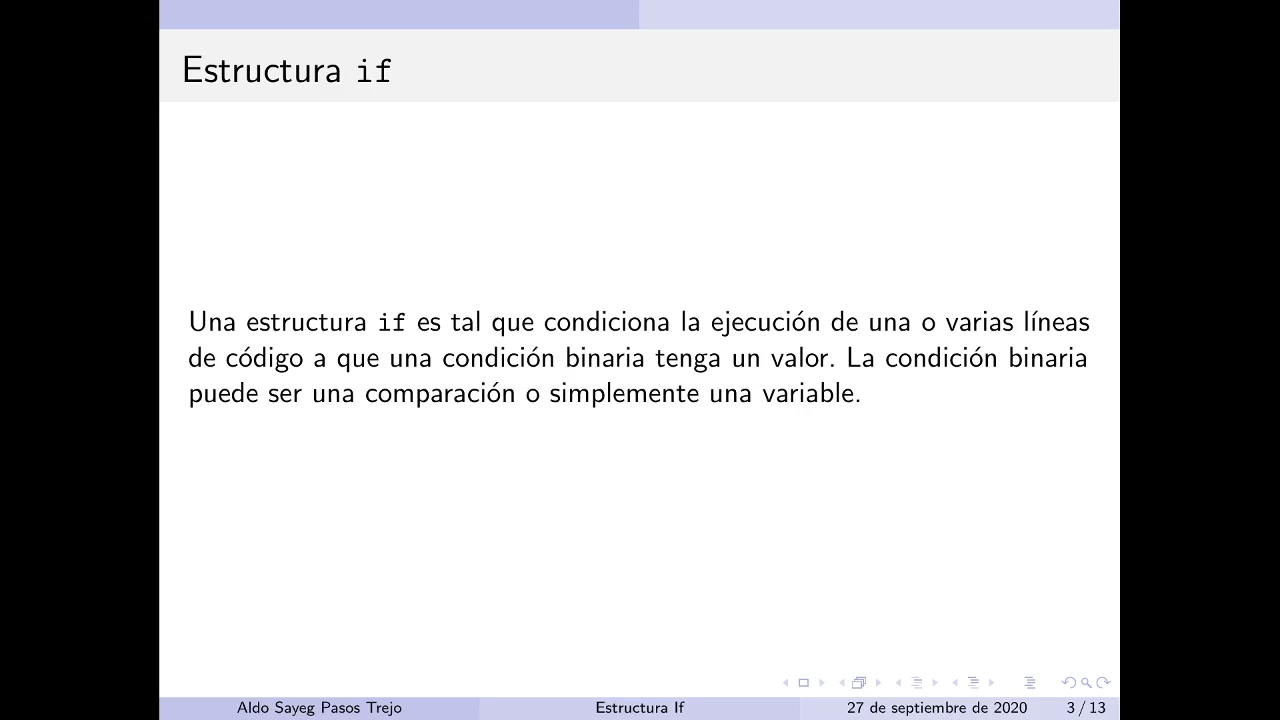 Estructura if
Una estructura if es tal que condiciona la ejecución de una o varias líneas
de código a que una condición binaria tenga un valor. La condición binaria
puede ser una comparación o simplemente una variable.
Aldo Sayeg Pasos Trejo Estructura If 27 de septiembre de 2020 3 / 13